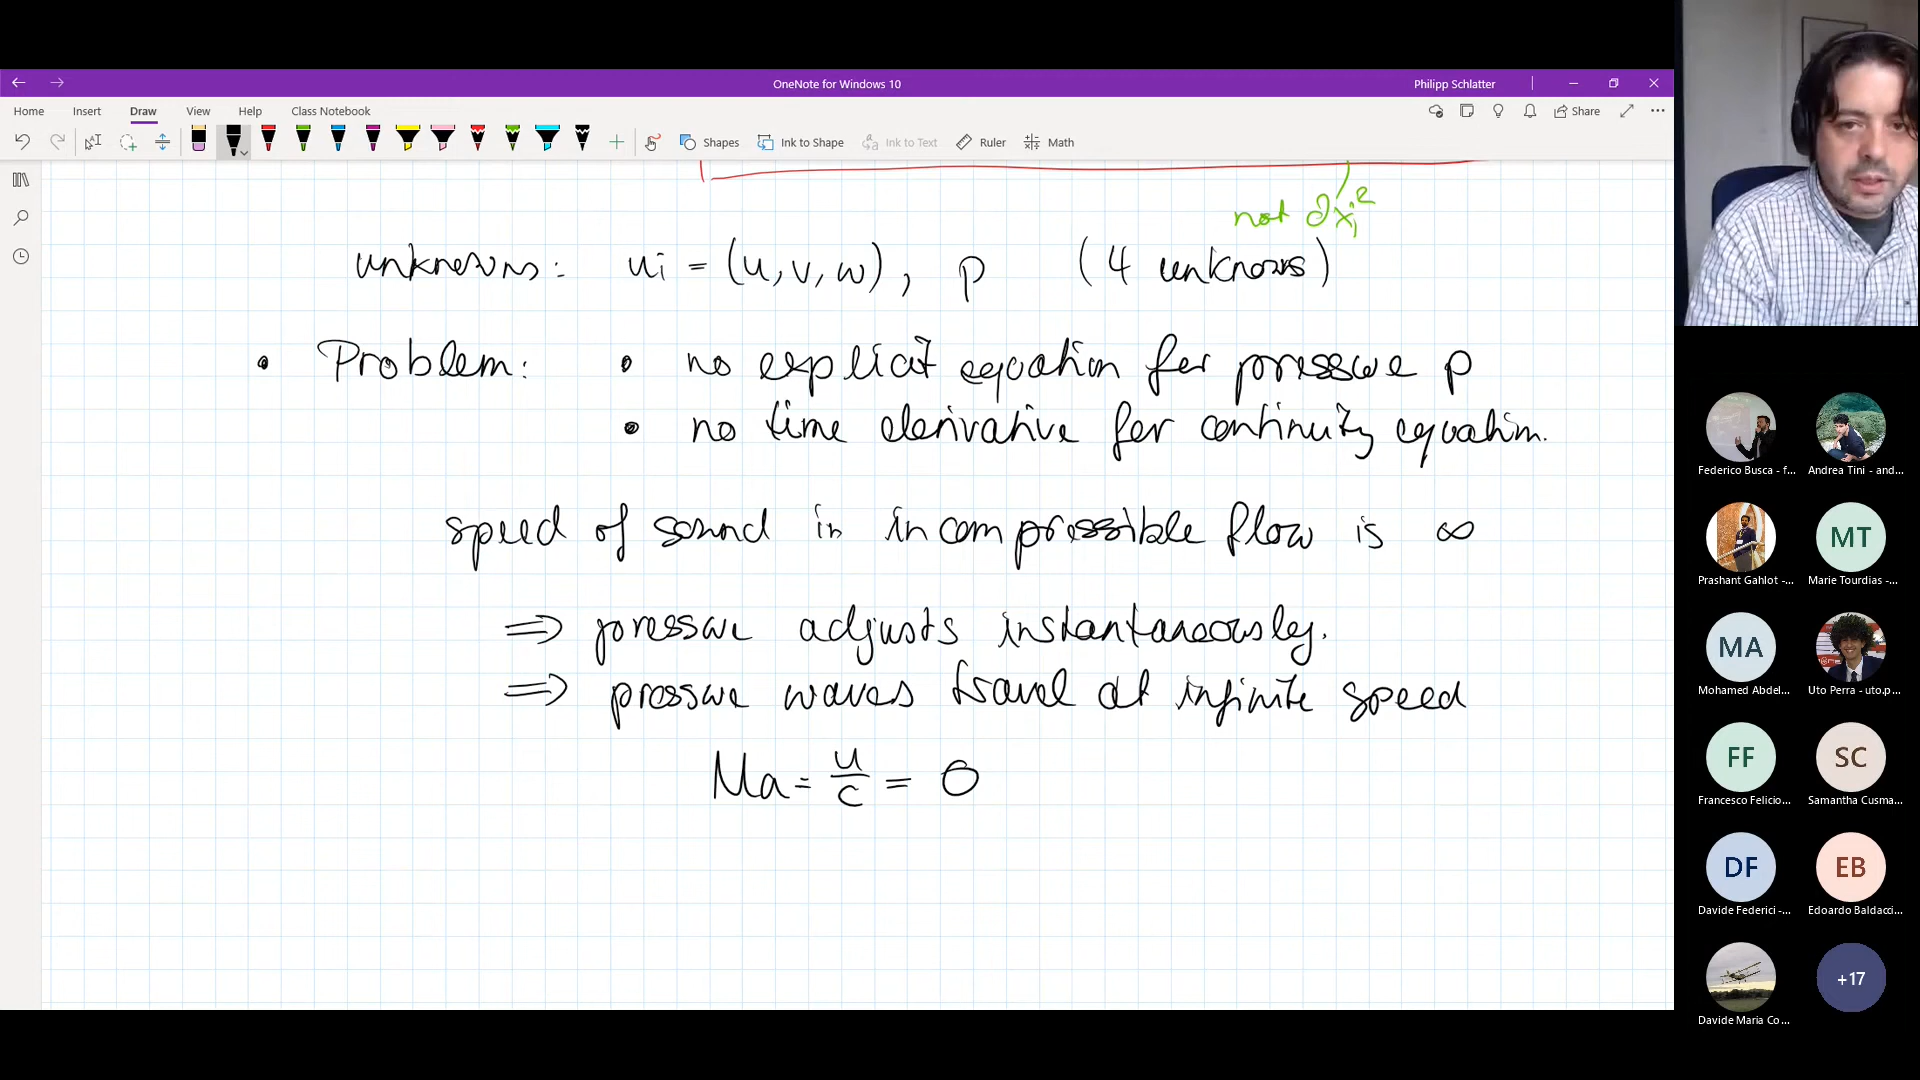 OneNote for Windows 10
Philipp Schlatter
Home Insert Draw View Help Class Notebook
Share
Shapes Ink to Shape Ink to Text Ruler Math
not ∂xj²
unknowns: ui = (u, v, w), p (4 unknows)
• Problem: • no explicit equation for pressure p
• no time derivative for continuity equation.
speed of sound in incompressible flow is ∞
⇒ pressure adjusts instantaneously.
⇒ pressure waves travel at infinite speed
Ma = u/c = 0
Federico Busca - f...
Andrea Tini - and...
Prashant Gahlot -...
MT
Marie Tourdias -...
MA
Mohamed Abdel...
Uto Perra - uto.p...
FF
Francesco Felicio...
SC
Samantha Cusma...
DF
Davide Federici -...
EB
Edoardo Baldacci...
Davide Maria Co...
+17